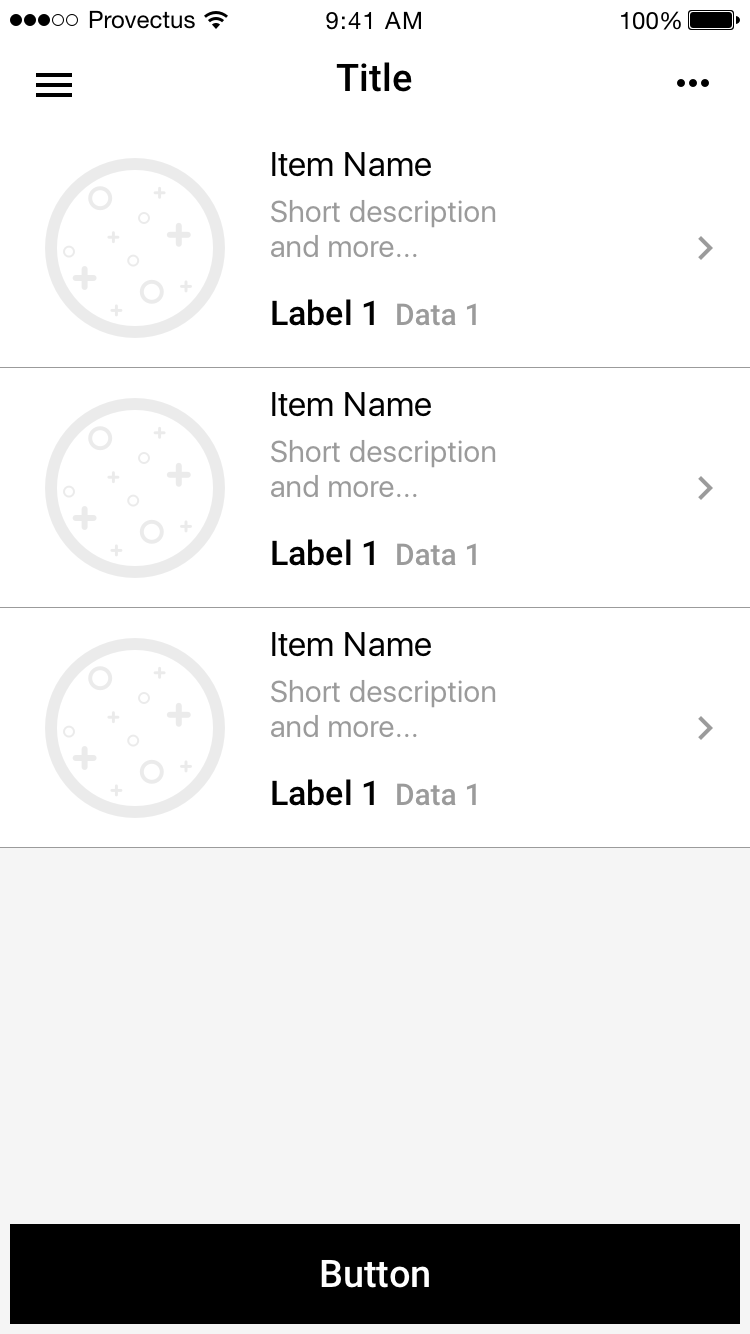 Provectus 9:41 AM 100%
Title
Item Name
Short description
and more...
Label 1 Data 1
Item Name
Short description
and more...
Label 1 Data 1
Item Name
Short description
and more...
Label 1 Data 1
Button